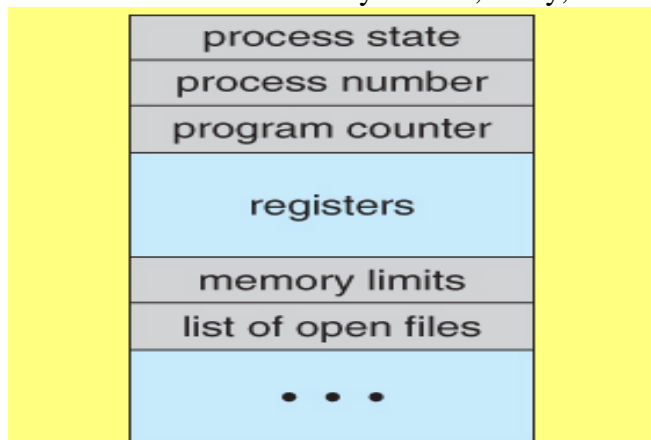 process state
process number
program counter
registers
memory limits
list of open files
• • •